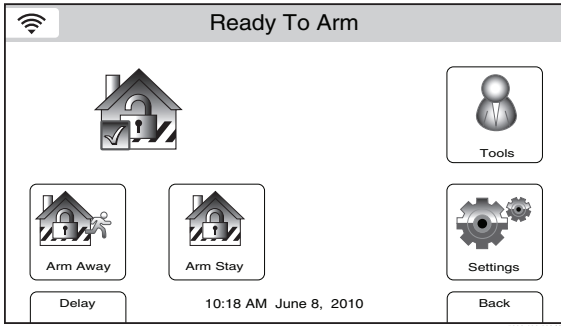 Ready To Arm
Tools
Arm Away
Arm Stay
Settings
Delay
10:18 AM June 8, 2010
Back